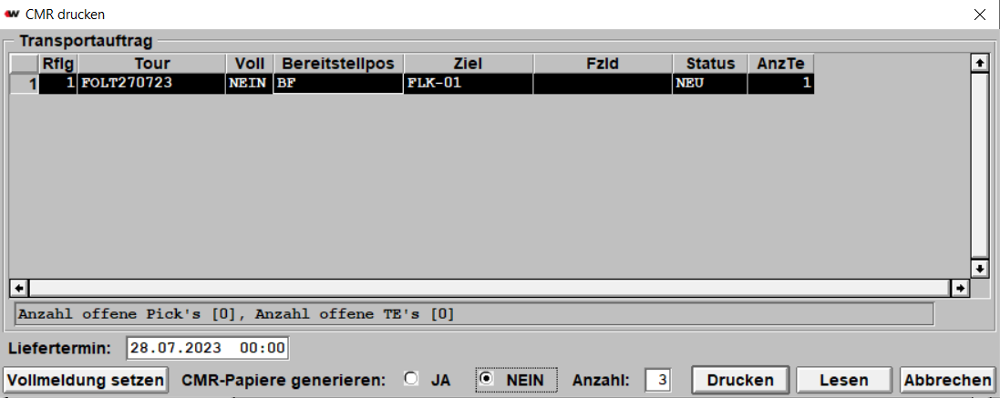 CMR drucken
Transportauftrag
Rflg Tour Voll Bereitstellpos Ziel FzId Status AnzTe
1 1 FOLT270723 NEIN BF FLK-01 NEU 1
Anzahl offene Pick's [0], Anzahl offene TE's [0]
Liefertermin: 28.07.2023 00:00
Vollmeldung setzen CMR-Papiere generieren: JA NEIN Anzahl: 3 Drucken Lesen Abbrechen